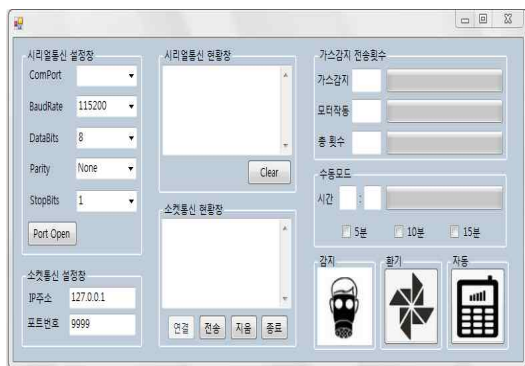 시리얼통신 설정창
ComPort
BaudRate 115200
DataBits 8
Parity None
StopBits 1
Port Open
소켓통신 설정창
IP주소 127.0.0.1
포트번호 9999
시리얼통신 현황창
Clear
소켓통신 현황창
연결 전송 지움 종료
가스감지 전송횟수
가스감지
모터작동
총 횟수
수동모드
시간 :
5분 10분 15분
감지 환기 자동